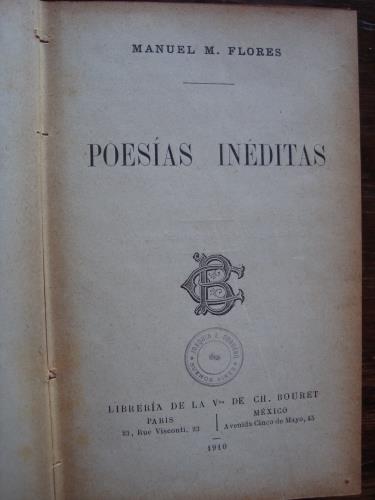 MANUEL M. FLORES
POESÍAS INÉDITAS
CB
LIBRERÍA DE LA Vda DE CH. BOURET
PARIS
23, Rue Visconti, 23
MÉXICO
Avenida Cinco de Mayo, 45
1910